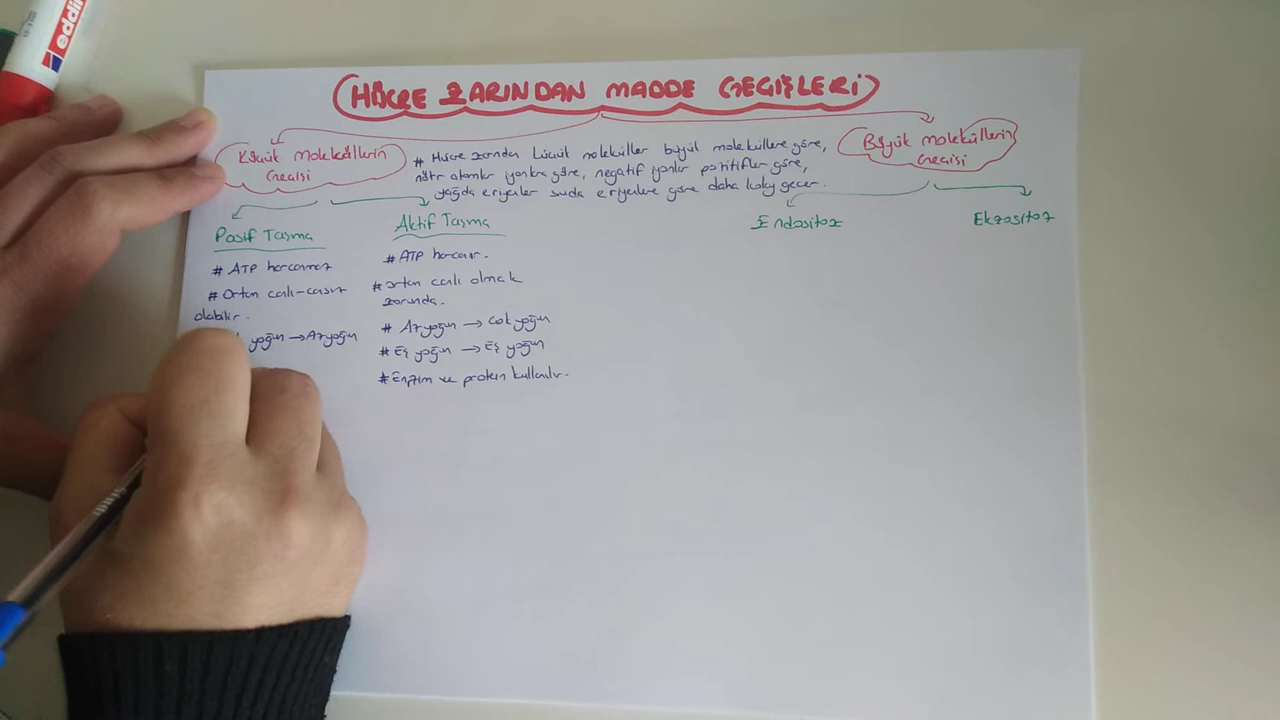 edding
HÜCRE ZARINDAN MADDE GEÇİŞLERİ
Küçük Moleküllerin
Geçişi
# Hücre zarında küçük moleküller büyük moleküllere göre,
nötr atomlar iyonlara göre, negatif iyonlar pozitiflere göre,
yağda eriyenler suda eriyenlere göre daha kolay geçer.
Büyük moleküllerin
Geçişi
Pasif Taşıma
# ATP harcanmaz
# Ortam canlı-cansız
olabilir.
yoğun → Az yoğun
Aktif Taşıma
# ATP harcanır.
# ortam canlı olmak
zorunda.
# Az yoğun → Çok yoğun
# Eş yoğun → Eş yoğun
# Enzim ve protein kullanılır.
Endositoz
Ekzositoz